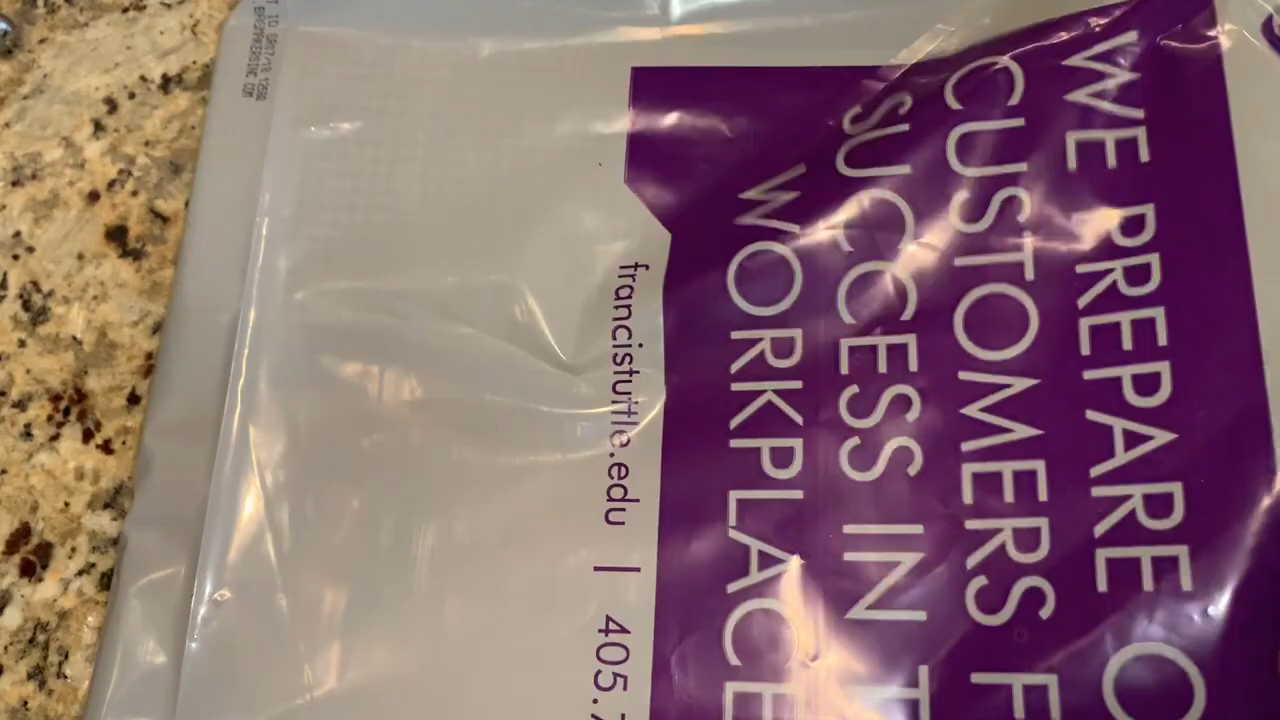 WE PREPARE O
CUSTOMERS F
SUCCESS IN T
WORKPLACE
francistuttle.edu | 405.7